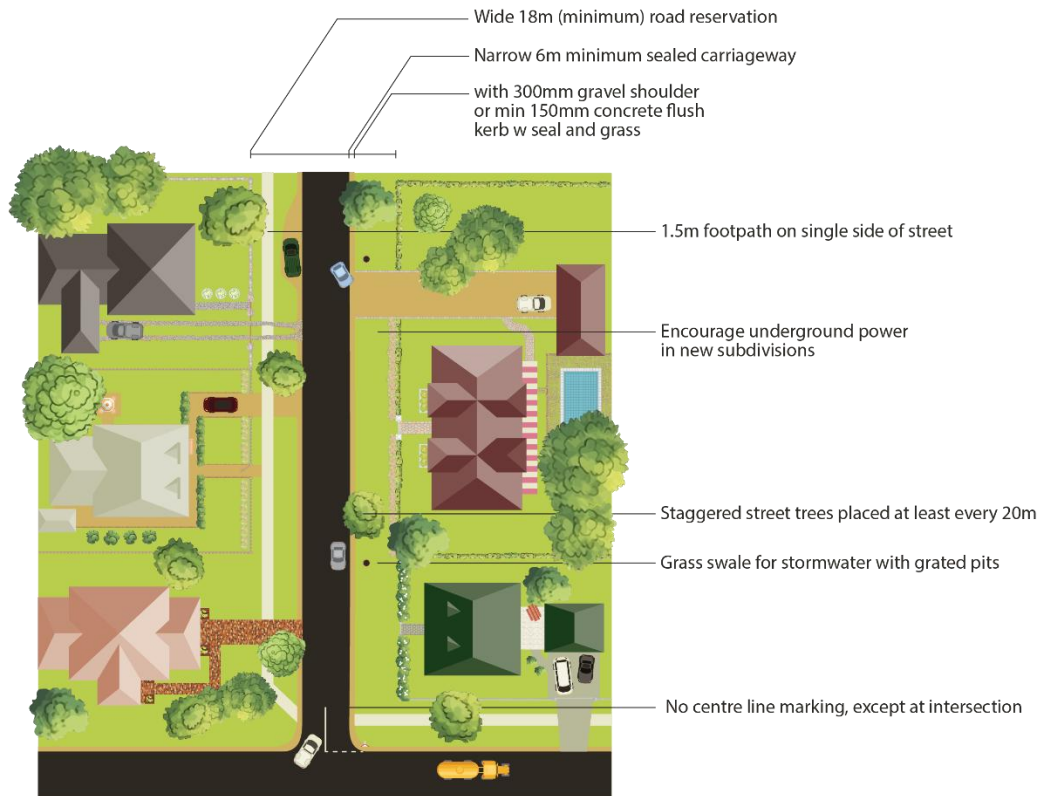 Wide 18m (minimum) road reservation
Narrow 6m minimum sealed carriageway
with 300mm gravel shoulder
or min 150mm concrete flush
kerb w seal and grass
1.5m footpath on single side of street
Encourage underground power
in new subdivisions
Staggered street trees placed at least every 20m
Grass swale for stormwater with grated pits
No centre line marking, except at intersection